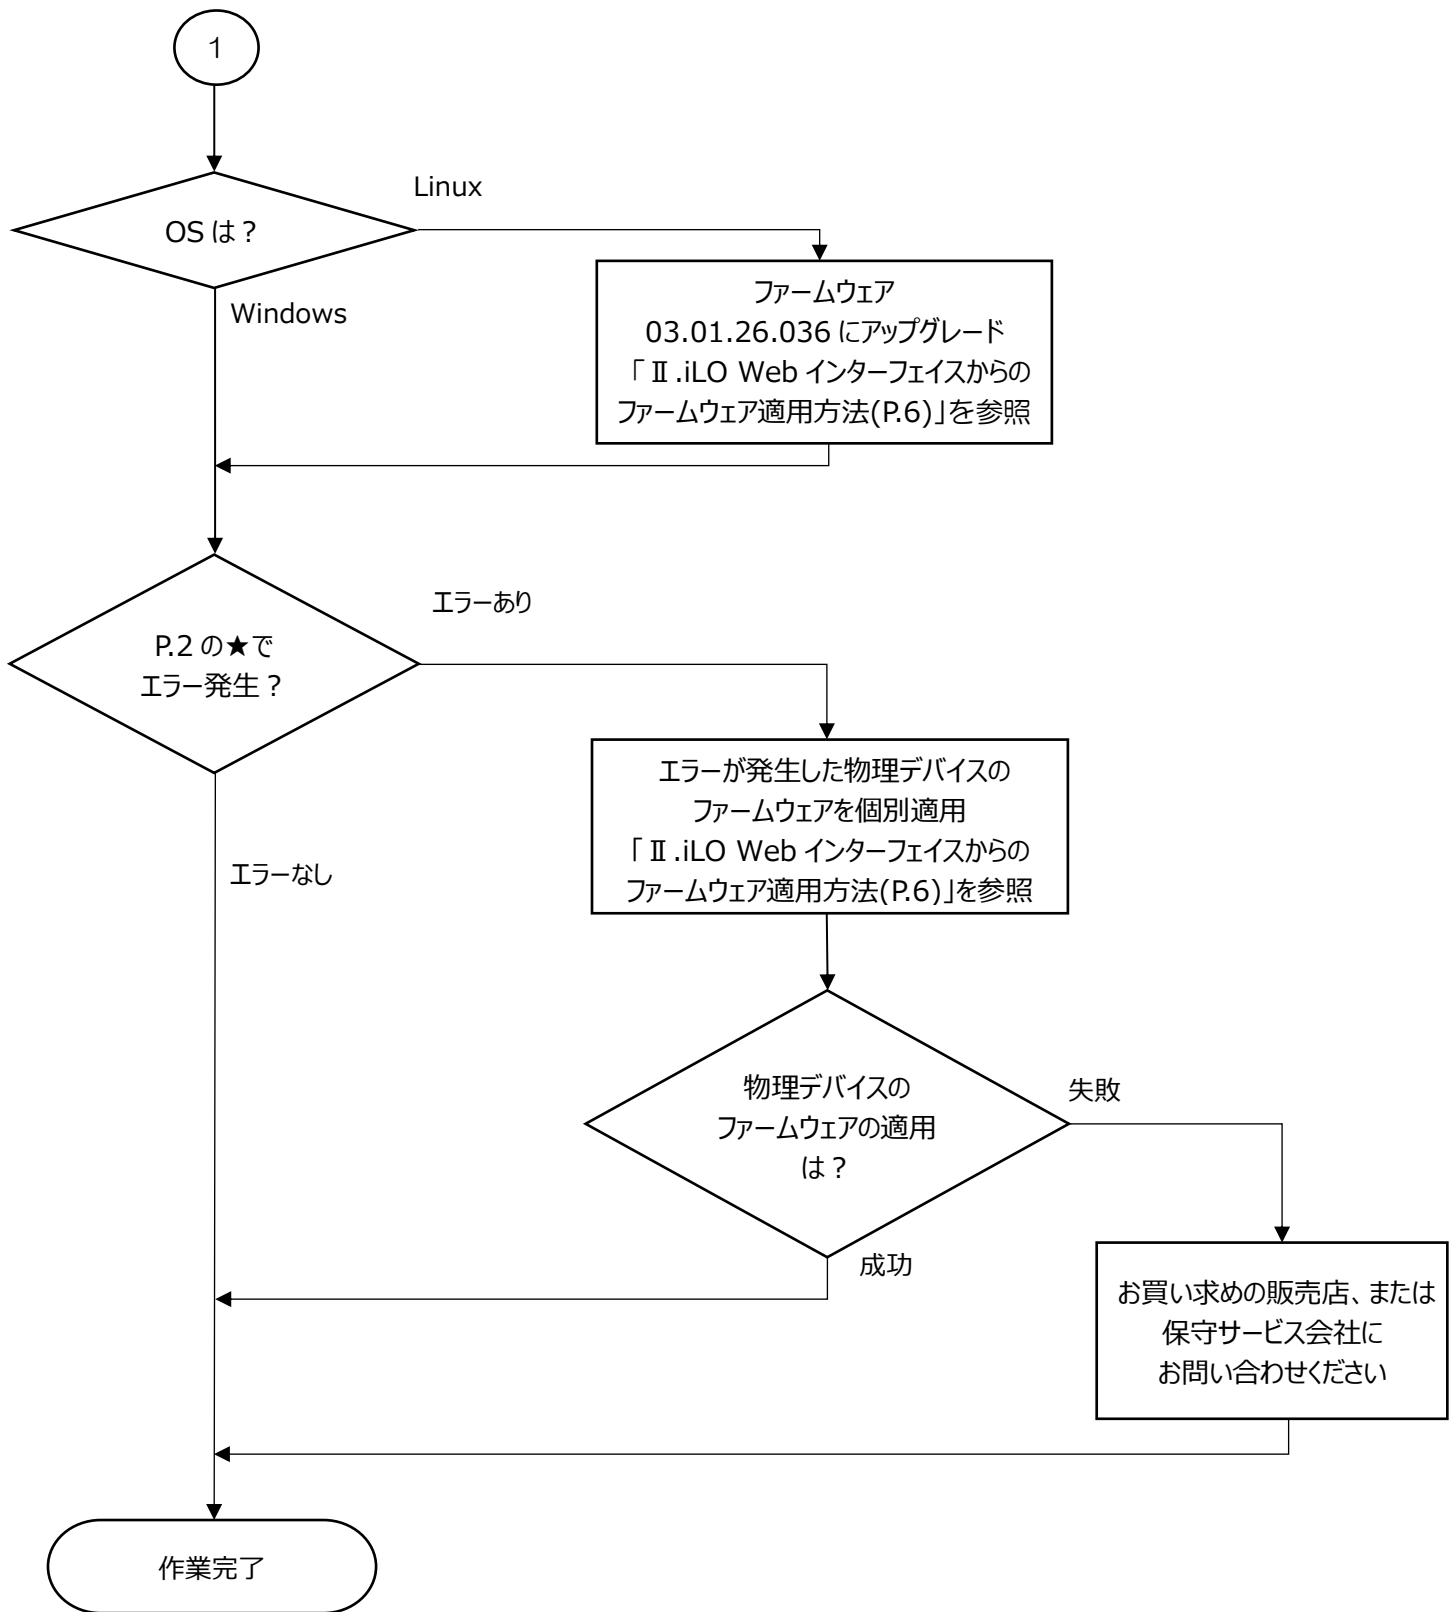 1
OS は？
Linux
Windows
ファームウェア
03.01.26.036 にアップグレード
「Ⅱ.iLO Web インターフェイスからの
ファームウェア適用方法(P.6)」を参照
P.2 の★で
エラー発生？
エラーあり
エラーなし
エラーが発生した物理デバイスの
ファームウェアを個別適用
「Ⅱ.iLO Web インターフェイスからの
ファームウェア適用方法(P.6)」を参照
物理デバイスの
ファームウェアの適用
は？
失敗
成功
お買い求めの販売店、または
保守サービス会社に
お問い合わせください
作業完了